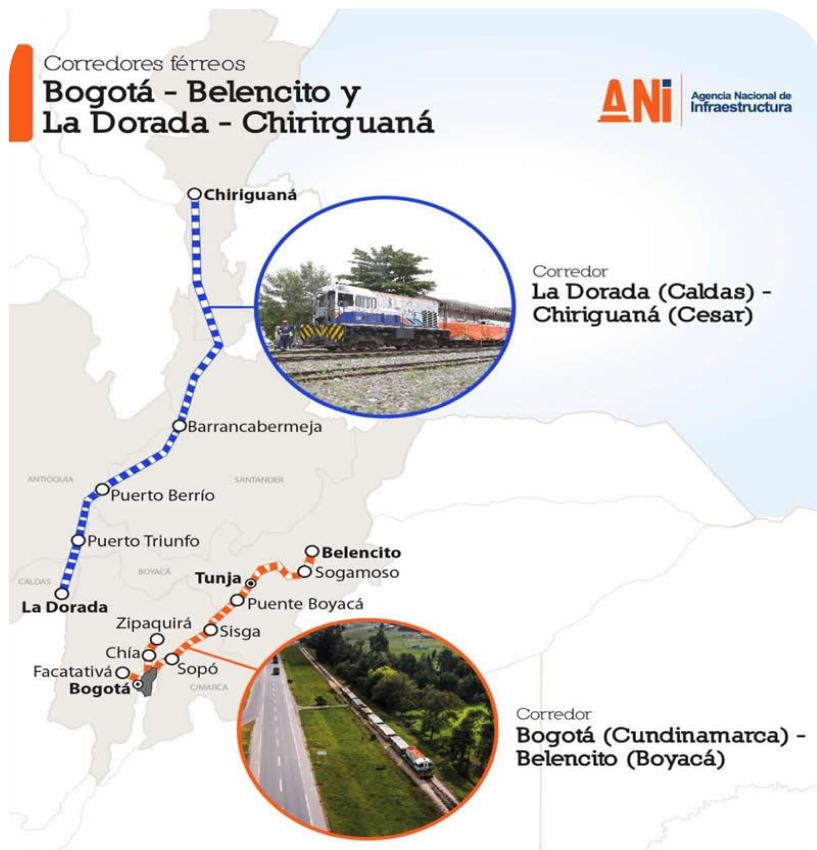 Corredores férreos
Bogotá - Belencito y
La Dorada - Chirirguaná
ANi
Agencia Nacional de
Infraestructura
Chiriguaná
Corredor
La Dorada (Caldas) -
Chiriguaná (Cesar)
Barrancabermeja
ANTIOQUIA
SANTANDER
Puerto Berrío
Puerto Triunfo
Belencito
BOYACÁ
Sogamoso
CALDAS
Tunja
La Dorada
Puente Boyacá
Zipaquirá
Sisga
Chía
Sopó
Facatativá
Bogotá
C/MARCA
Corredor
Bogotá (Cundinamarca) -
Belencito (Boyacá)